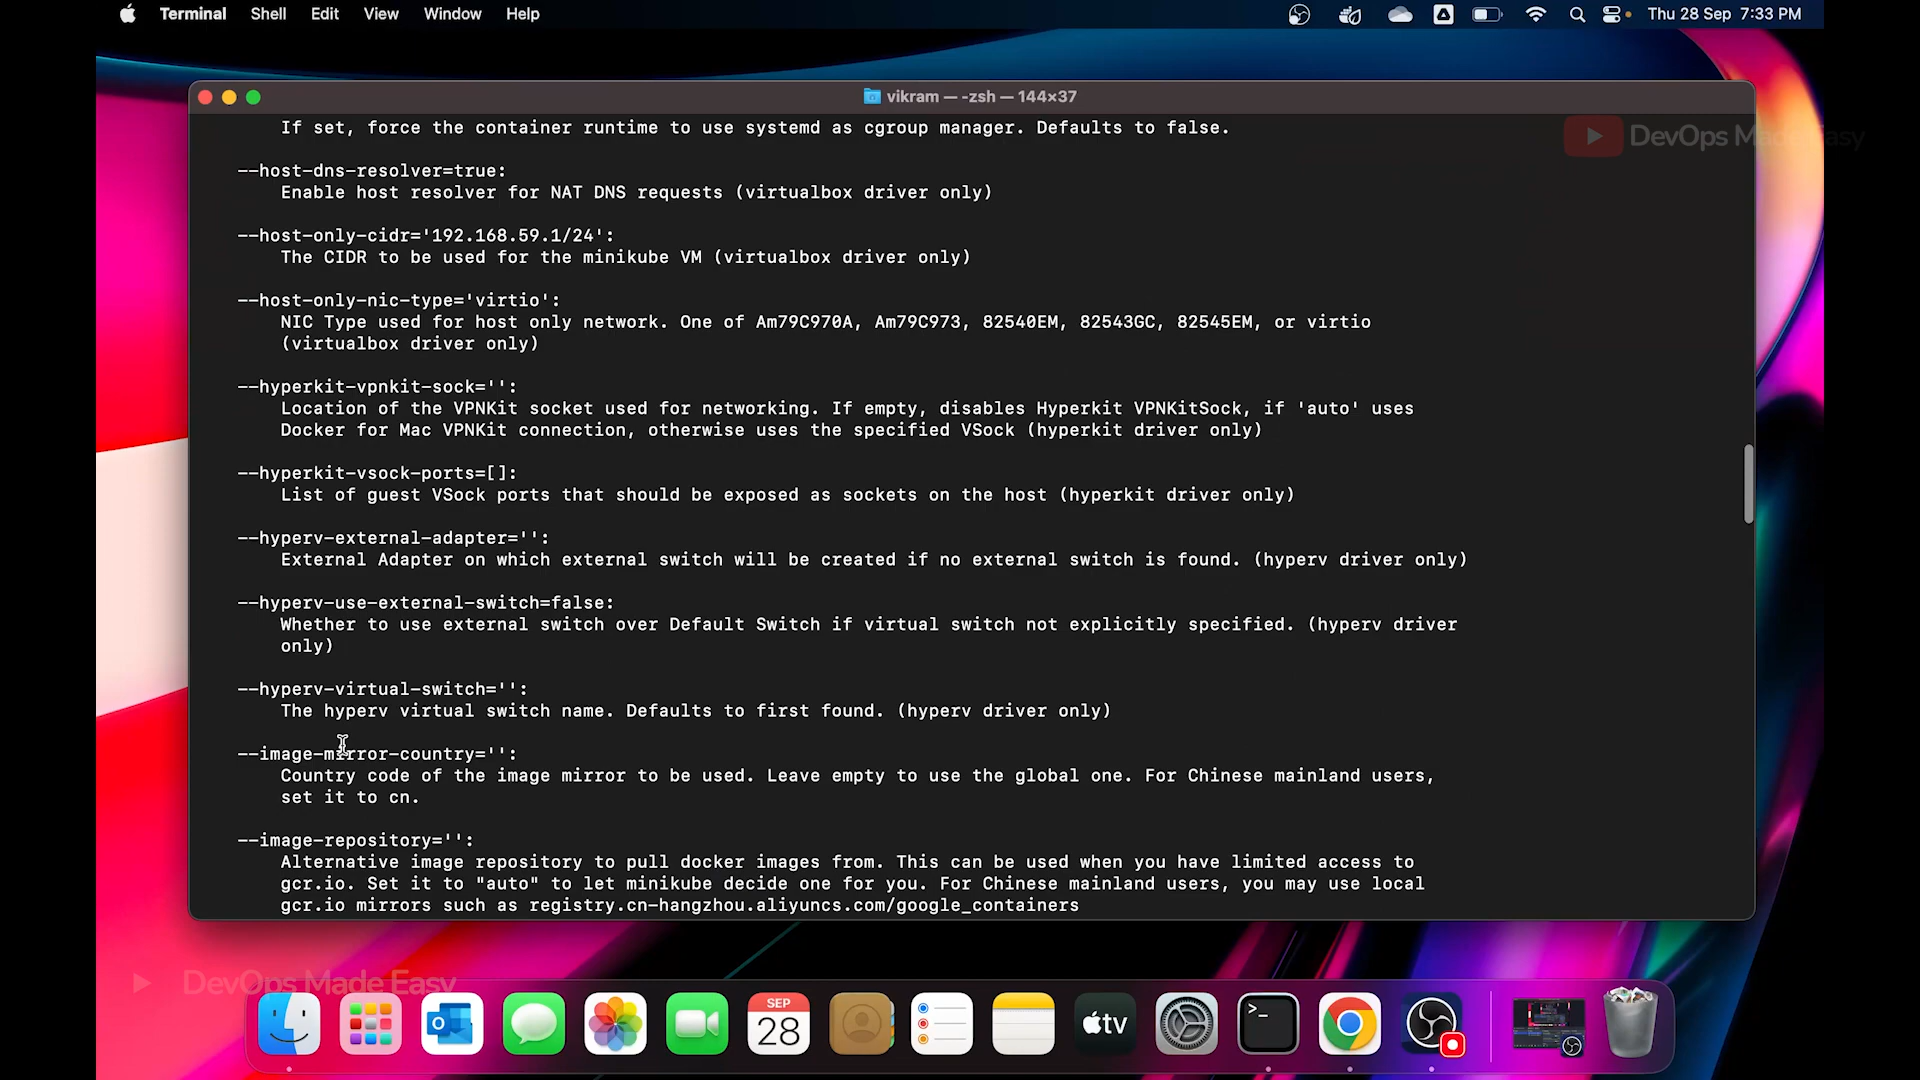 Terminal Shell Edit View Window Help Thu 28 Sep 7:33 PM
vikram — -zsh — 144×37
If set, force the container runtime to use systemd as cgroup manager. Defaults to false.
DevOps Made Easy
--host-dns-resolver=true:
Enable host resolver for NAT DNS requests (virtualbox driver only)
--host-only-cidr='192.168.59.1/24':
The CIDR to be used for the minikube VM (virtualbox driver only)
--host-only-nic-type='virtio':
NIC Type used for host only network. One of Am79C970A, Am79C973, 82540EM, 82543GC, 82545EM, or virtio
(virtualbox driver only)
--hyperkit-vpnkit-sock='':
Location of the VPNKit socket used for networking. If empty, disables Hyperkit VPNKitSock, if 'auto' uses
Docker for Mac VPNKit connection, otherwise uses the specified VSock (hyperkit driver only)
--hyperkit-vsock-ports=[]:
List of guest VSock ports that should be exposed as sockets on the host (hyperkit driver only)
--hyperv-external-adapter='':
External Adapter on which external switch will be created if no external switch is found. (hyperv driver only)
--hyperv-use-external-switch=false:
Whether to use external switch over Default Switch if virtual switch not explicitly specified. (hyperv driver
only)
--hyperv-virtual-switch='':
The hyperv virtual switch name. Defaults to first found. (hyperv driver only)
--image-mirror-country='':
Country code of the image mirror to be used. Leave empty to use the global one. For Chinese mainland users,
set it to cn.
--image-repository='':
Alternative image repository to pull docker images from. This can be used when you have limited access to
gcr.io. Set it to "auto" to let minikube decide one for you. For Chinese mainland users, you may use local
gcr.io mirrors such as registry.cn-hangzhou.aliyuncs.com/google_containers
DevOps Made Easy
SEP
28
tv